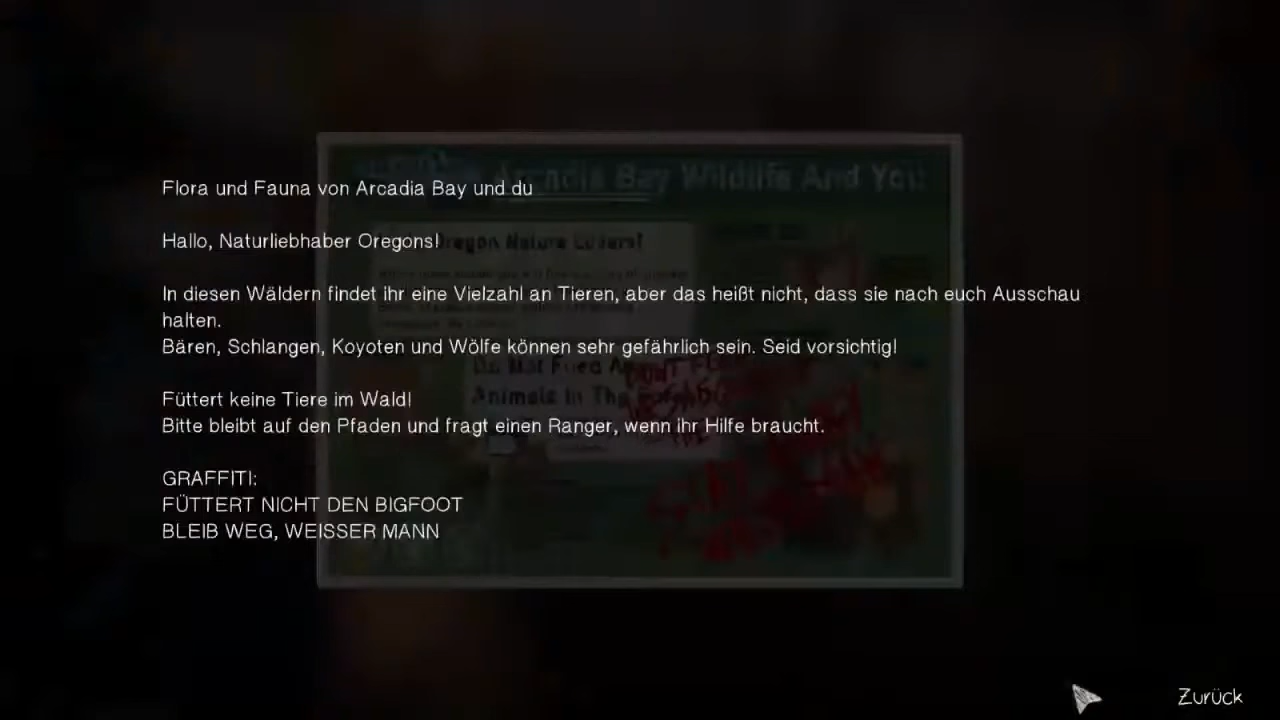 Flora und Fauna von Arcadia Bay und du
Hallo, Naturliebhaber Oregons!
In diesen Wäldern findet ihr eine Vielzahl an Tieren, aber das heißt nicht, dass sie nach euch Ausschau
halten.
Bären, Schlangen, Koyoten und Wölfe können sehr gefährlich sein. Seid vorsichtig!
Füttert keine Tiere im Wald!
Bitte bleibt auf den Pfaden und fragt einen Ranger, wenn ihr Hilfe braucht.
GRAFFITI:
FÜTTERT NICHT DEN BIGFOOT
BLEIB WEG, WEISSER MANN
Arcadia Bay Wildlife And You
Oregon Nature Lovers!
Do Not Feed
Animals In The
Zurück